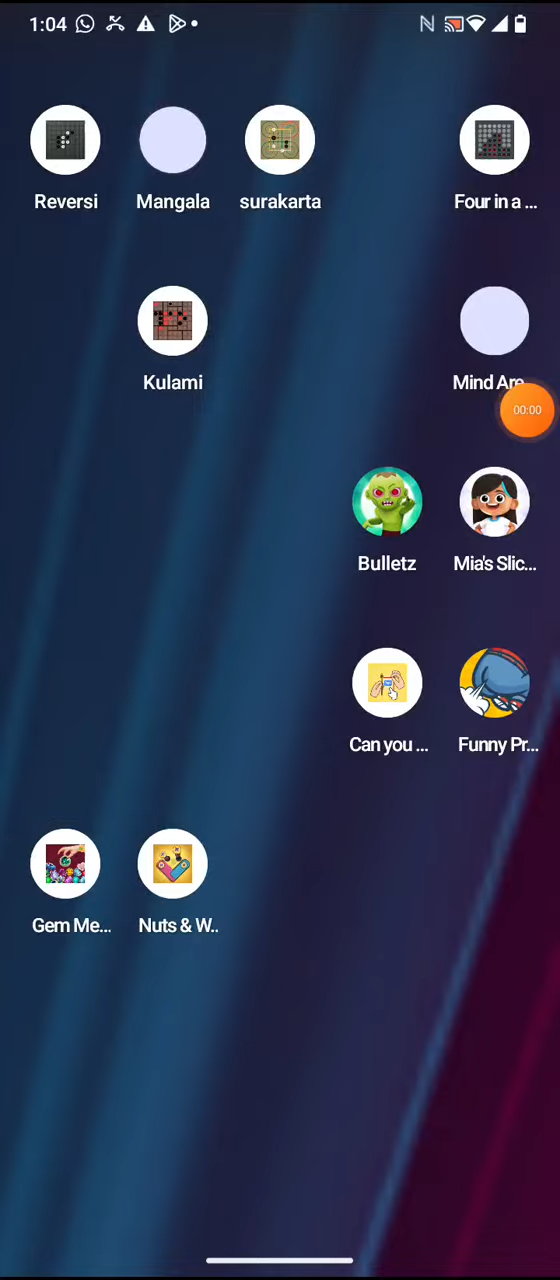 1:04
Reversi
Mangala
surakarta
Four in a ...
Kulami
Mind Are
00:00
Bulletz
Mia's Slic...
Can you ...
Funny Pr...
Gem Me...
Nuts & W..